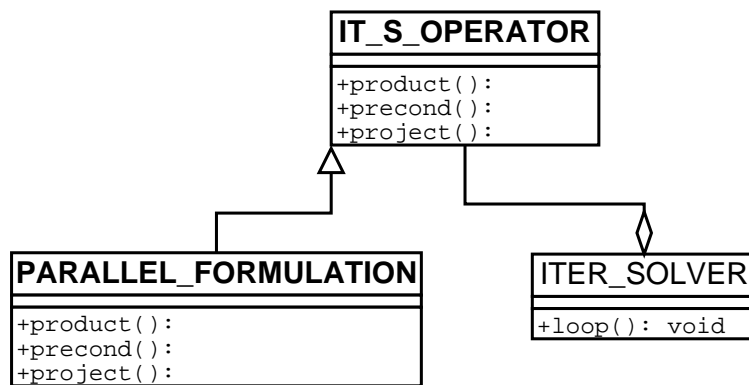 IT_S_OPERATOR
+product():
+precond():
+project():
PARALLEL_FORMULATION
+product():
+precond():
+project():
ITER_SOLVER
+loop(): void